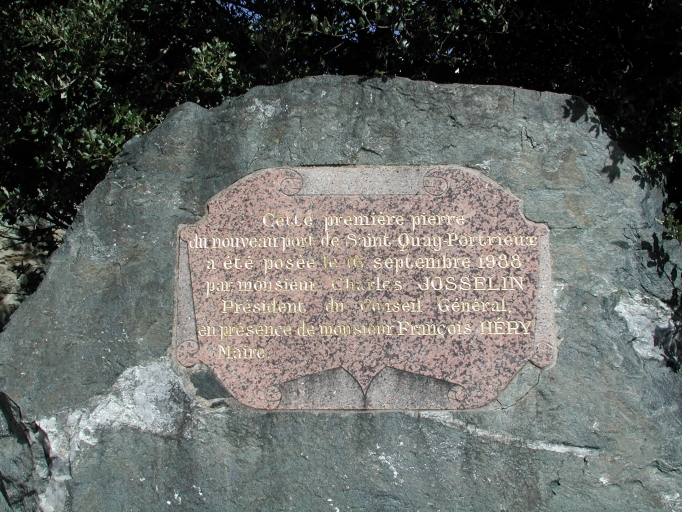 Cette première pierre
du nouveau port de Saint Quay-Portrieux
a été posée le 16 septembre 1988
par monsieur Charles JOSSELIN
Président du Conseil Général,
en présence de monsieur François HERY
Maire